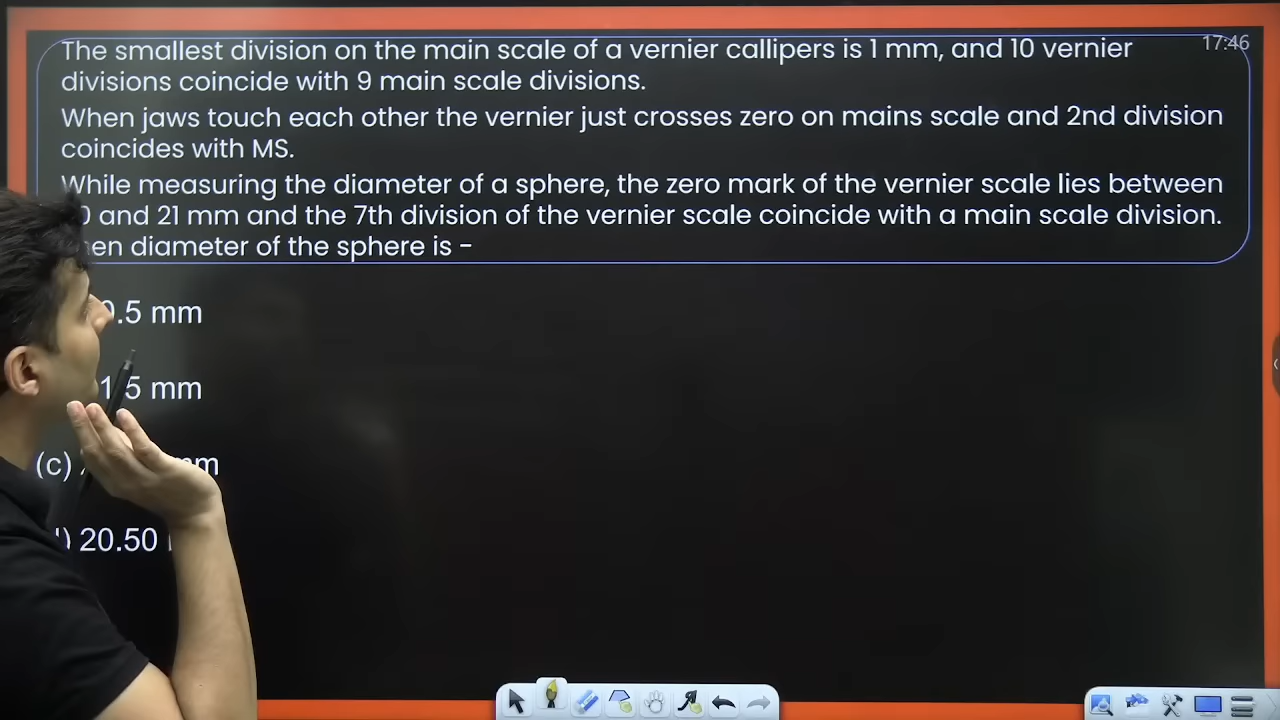 The smallest division on the main scale of a vernier callipers is 1 mm, and 10 vernier
17:46
divisions coincide with 9 main scale divisions.
When jaws touch each other the vernier just crosses zero on mains scale and 2nd division
coincides with MS.
While measuring the diameter of a sphere, the zero mark of the vernier scale lies between
and 21 mm and the 7th division of the vernier scale coincide with a main scale division.
diameter of the sphere is -
.5 mm
mm
(c)
20.50